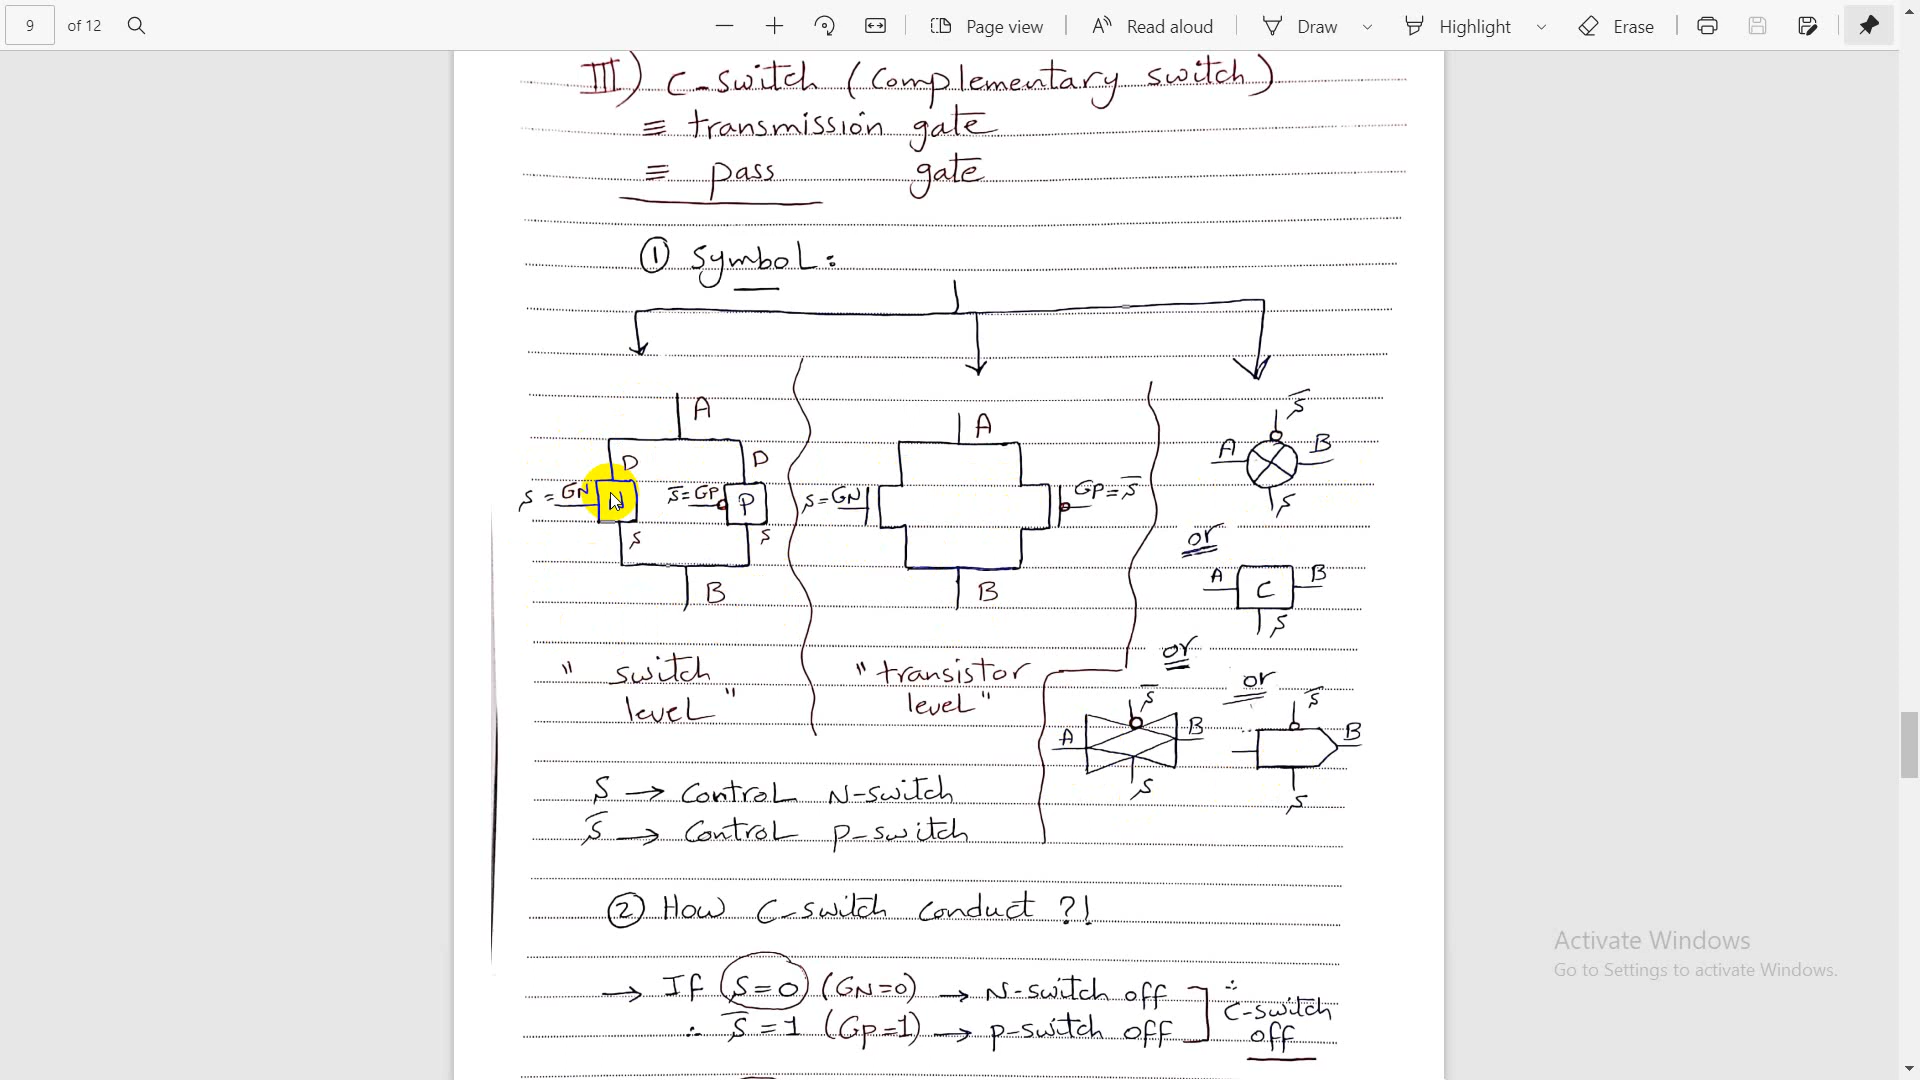 9 of 12 Page view Read aloud Draw Highlight Erase
III) C-switch (Complementary switch)
≡ transmission gate
≡ pass gate
① Symbol:
A
D D
S = GN N S̅=GP P
S S
B
" switch
level "
A
S=GN GP=S̅
B
" transistor
level "
S̅
A B
S
or
A C B
S
or
S̅
A B
S
or
S̅
B
S
S → Control N-switch
S̅ → Control P-switch
② How C-switch conduct ?!
→ If S=0 (GN=0) → N-switch off
∴ S̅=1 (Gp=1) → p-switch off
∴
C-switch
off
Activate Windows
Go to Settings to activate Windows.